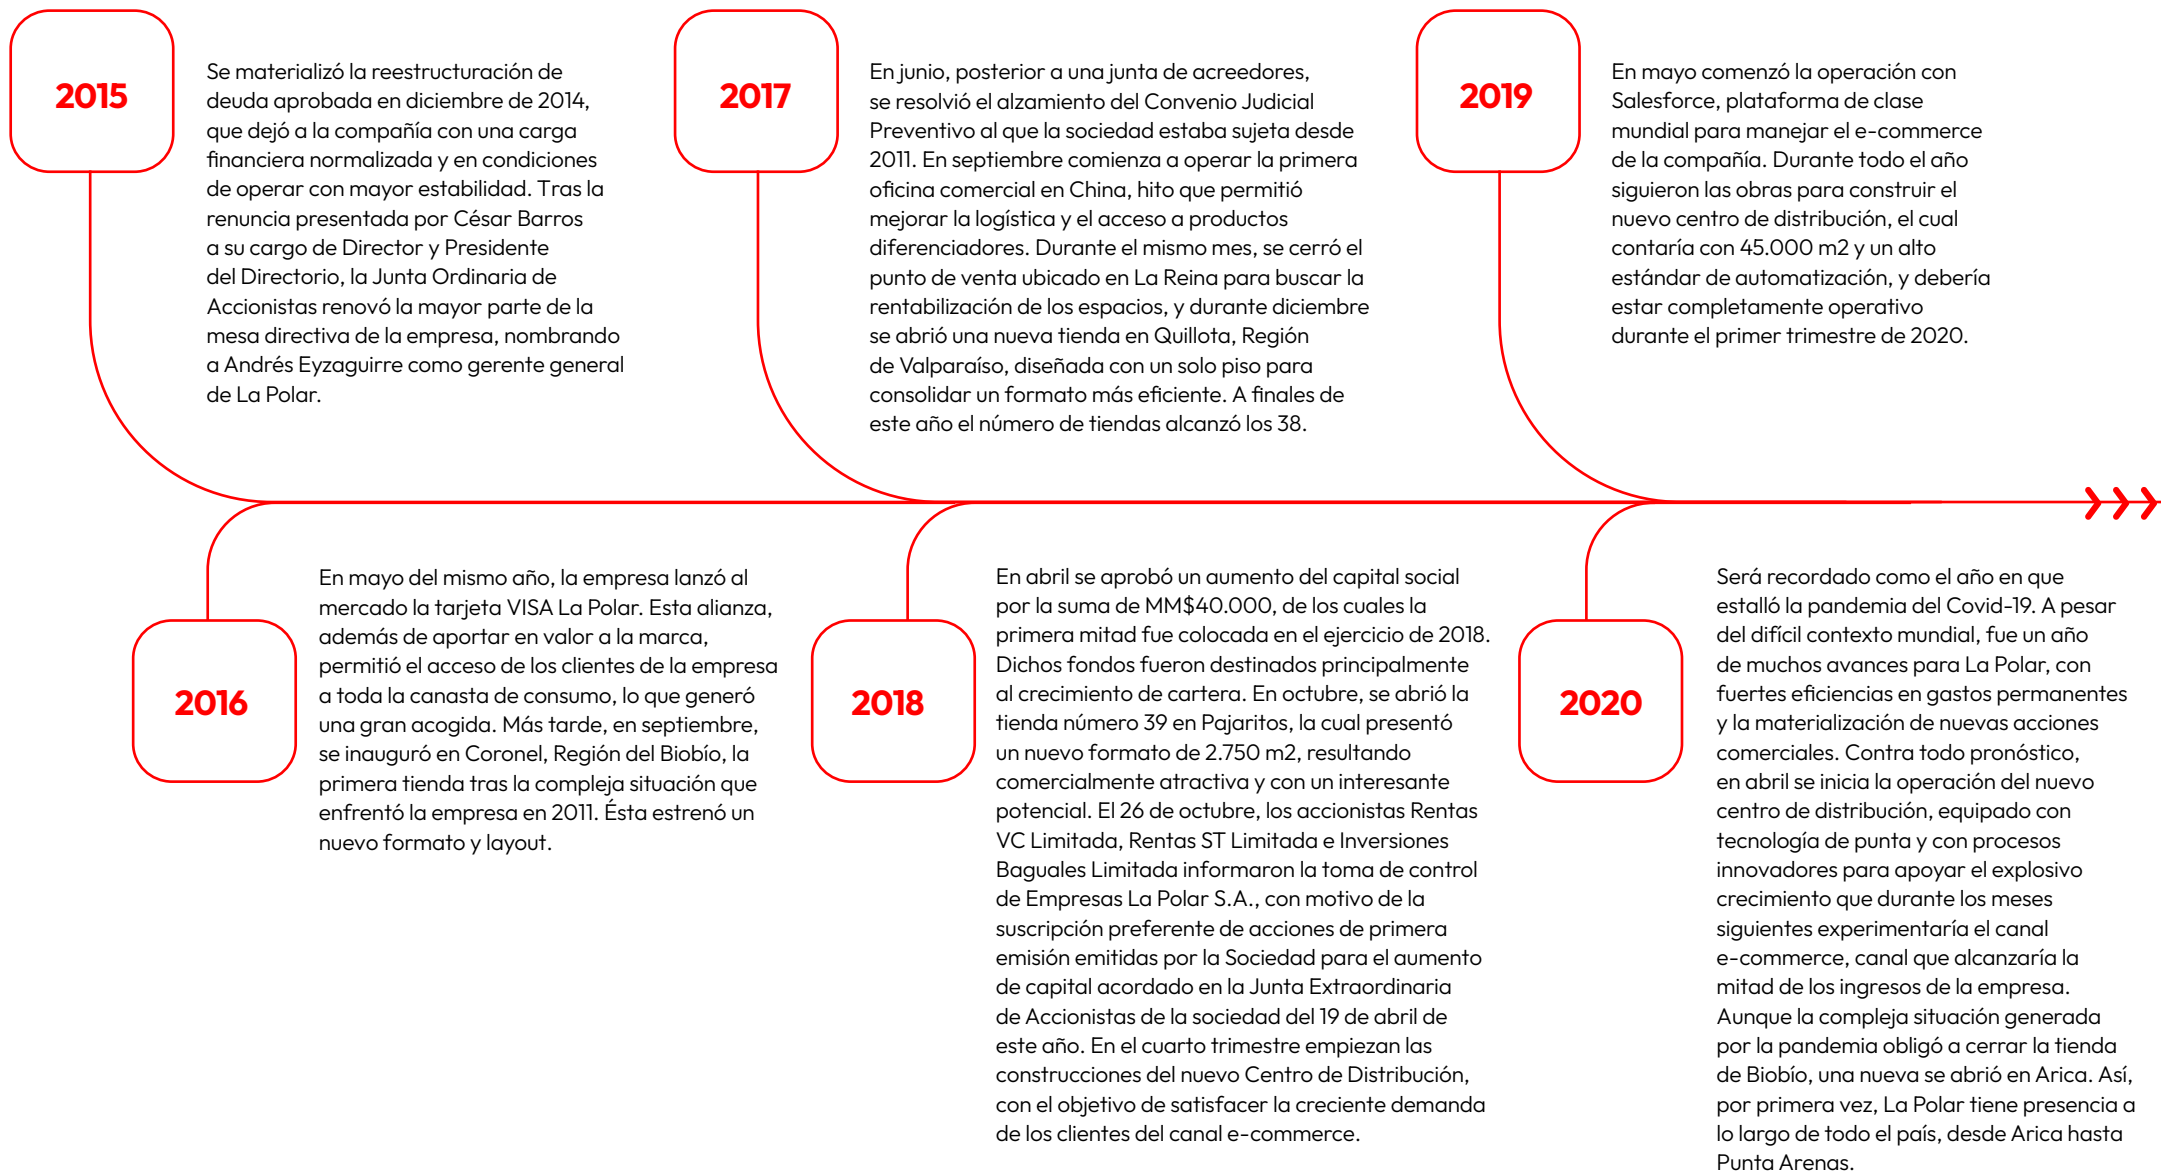 2015
Se materializó la reestructuración de
deuda aprobada en diciembre de 2014,
que dejó a la compañía con una carga
financiera normalizada y en condiciones
de operar con mayor estabilidad. Tras la
renuncia presentada por César Barros
a su cargo de Director y Presidente
del Directorio, la Junta Ordinaria de
Accionistas renovó la mayor parte de la
mesa directiva de la empresa, nombrando
a Andrés Eyzaguirre como gerente general
de La Polar.
2016
En mayo del mismo año, la empresa lanzó al
mercado la tarjeta VISA La Polar. Esta alianza,
además de aportar en valor a la marca,
permitió el acceso de los clientes de la empresa
a toda la canasta de consumo, lo que generó
una gran acogida. Más tarde, en septiembre,
se inauguró en Coronel, Región del Biobío, la
primera tienda tras la compleja situación que
enfrentó la empresa en 2011. Ésta estrenó un
nuevo formato y layout.
2017
En junio, posterior a una junta de acreedores,
se resolvió el alzamiento del Convenio Judicial
Preventivo al que la sociedad estaba sujeta desde
2011. En septiembre comienza a operar la primera
oficina comercial en China, hito que permitió
mejorar la logística y el acceso a productos
diferenciadores. Durante el mismo mes, se cerró el
punto de venta ubicado en La Reina para buscar la
rentabilización de los espacios, y durante diciembre
se abrió una nueva tienda en Quillota, Región
de Valparaíso, diseñada con un solo piso para
consolidar un formato más eficiente. A finales de
este año el número de tiendas alcanzó los 38.
2018
En abril se aprobó un aumento del capital social
por la suma de MM$40.000, de los cuales la
primera mitad fue colocada en el ejercicio de 2018.
Dichos fondos fueron destinados principalmente
al crecimiento de cartera. En octubre, se abrió la
tienda número 39 en Pajaritos, la cual presentó
un nuevo formato de 2.750 m2, resultando
comercialmente atractiva y con un interesante
potencial. El 26 de octubre, los accionistas Rentas
VC Limitada, Rentas ST Limitada e Inversiones
Baguales Limitada informaron la toma de control
de Empresas La Polar S.A., con motivo de la
suscripción preferente de acciones de primera
emisión emitidas por la Sociedad para el aumento
de capital acordado en la Junta Extraordinaria
de Accionistas de la sociedad del 19 de abril de
este año. En el cuarto trimestre empiezan las
construcciones del nuevo Centro de Distribución,
con el objetivo de satisfacer la creciente demanda
de los clientes del canal e-commerce.
2019
En mayo comenzó la operación con
Salesforce, plataforma de clase
mundial para manejar el e-commerce
de la compañía. Durante todo el año
siguieron las obras para construir el
nuevo centro de distribución, el cual
contaría con 45.000 m2 y un alto
estándar de automatización, y debería
estar completamente operativo
durante el primer trimestre de 2020.
2020
Será recordado como el año en que
estalló la pandemia del Covid-19. A pesar
del difícil contexto mundial, fue un año
de muchos avances para La Polar, con
fuertes eficiencias en gastos permanentes
y la materialización de nuevas acciones
comerciales. Contra todo pronóstico,
en abril se inicia la operación del nuevo
centro de distribución, equipado con
tecnología de punta y con procesos
innovadores para apoyar el explosivo
crecimiento que durante los meses
siguientes experimentaría el canal
e-commerce, canal que alcanzaría la
mitad de los ingresos de la empresa.
Aunque la compleja situación generada
por la pandemia obligó a cerrar la tienda
de Biobío, una nueva se abrió en Arica. Así,
por primera vez, La Polar tiene presencia a
lo largo de todo el país, desde Arica hasta
Punta Arenas.